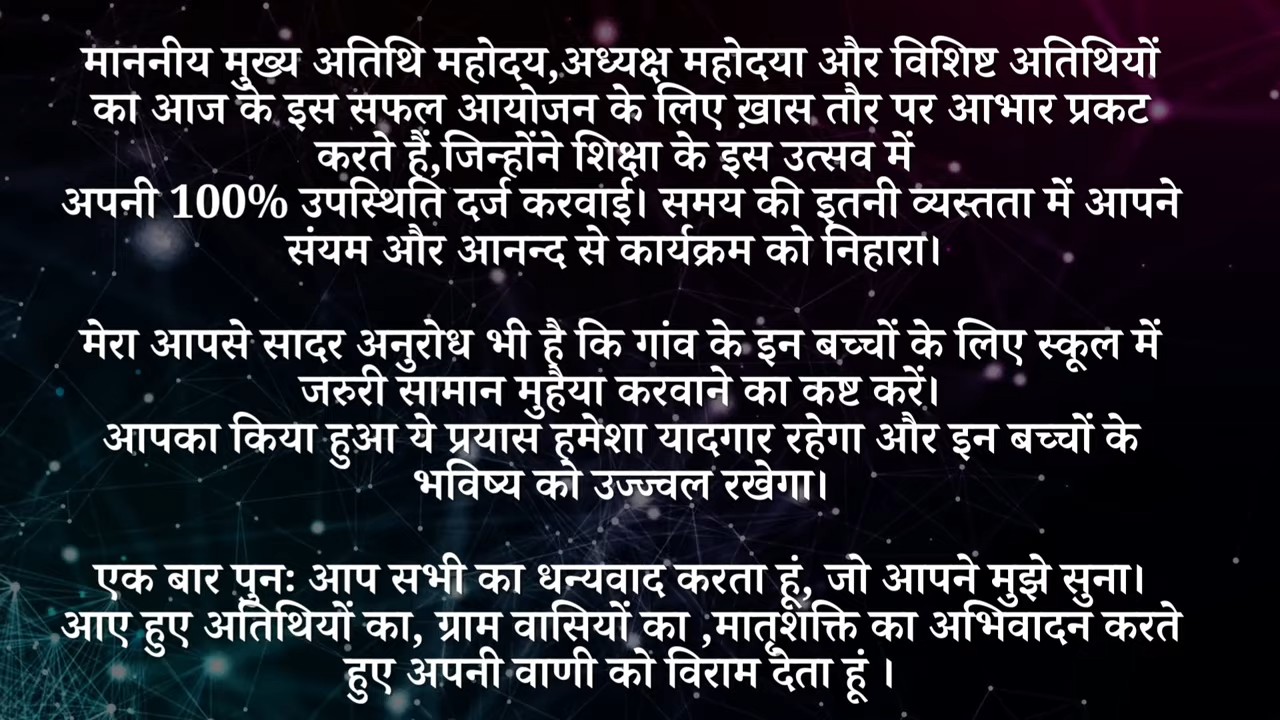 माननीय मुख्य अतिथि महोदय,अध्यक्ष महोदया और विशिष्ट अतिथियों
का आज के इस सफल आयोजन के लिए ख़ास तौर पर आभार प्रकट
करते हैं,जिन्होंने शिक्षा के इस उत्सव में
अपनी 100% उपस्थिति दर्ज करवाई। समय की इतनी व्यस्तता में आपने
संयम और आनन्द से कार्यक्रम को निहारा।
मेरा आपसे सादर अनुरोध भी है कि गांव के इन बच्चों के लिए स्कूल में
जरुरी सामान मुहैया करवाने का कष्ट करें।
आपका किया हुआ ये प्रयास हमेशा यादगार रहेगा और इन बच्चों के
भविष्य को उज्ज्वल रखेगा।
एक बार पुनः आप सभी का धन्यवाद करता हूं, जो आपने मुझे सुना।
आए हुए अतिथियों का, ग्राम वासियों का ,मातृशक्ति का अभिवादन करते
हुए अपनी वाणी को विराम देता हूं ।